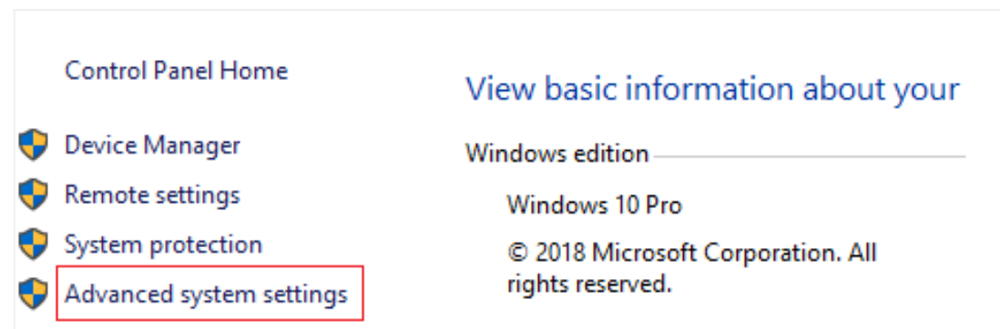 Control Panel Home
Device Manager
Remote settings
System protection
Advanced system settings
View basic information about your
Windows edition
Windows 10 Pro
© 2018 Microsoft Corporation. All
rights reserved.